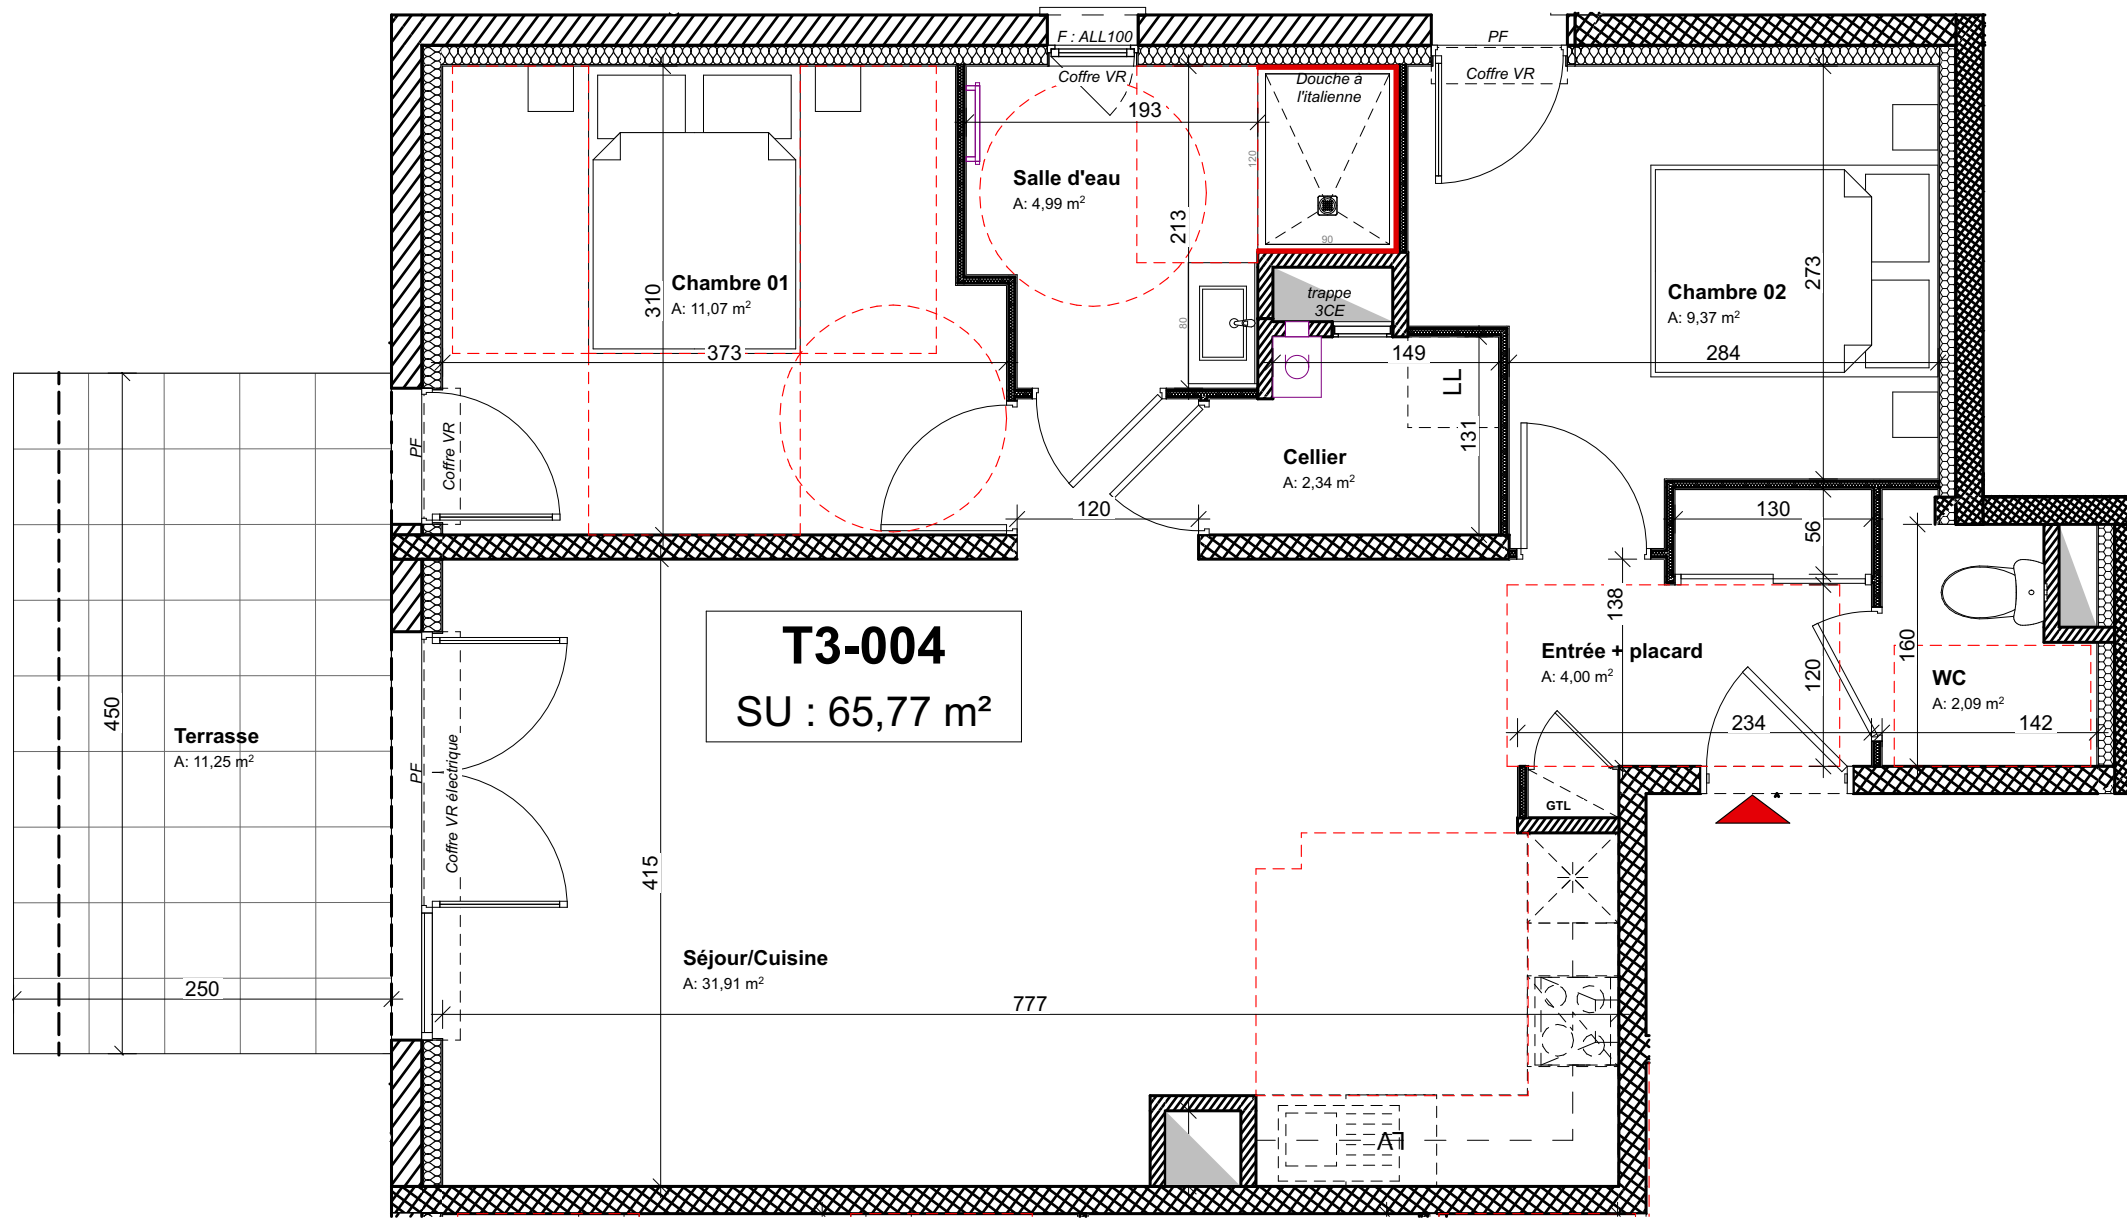 F : ALL100
Coffre VR
PF
Coffre VR
Douche à
l'italienne
193
120
90
Salle d'eau
A: 4,99 m²
213
80
trappe
3CE
Chambre 01
A: 11,07 m²
310
373
Chambre 02
A: 9,37 m²
273
284
149
LL
131
Cellier
A: 2,34 m²
120
PF
Coffre VR
130
56
138
T3-004
SU : 65,77 m²
Entrée + placard
A: 4,00 m²
120
234
160
WC
A: 2,09 m²
142
GTL
450
Terrasse
A: 11,25 m²
250
PF
Coffre VR électrique
415
Séjour/Cuisine
A: 31,91 m²
777